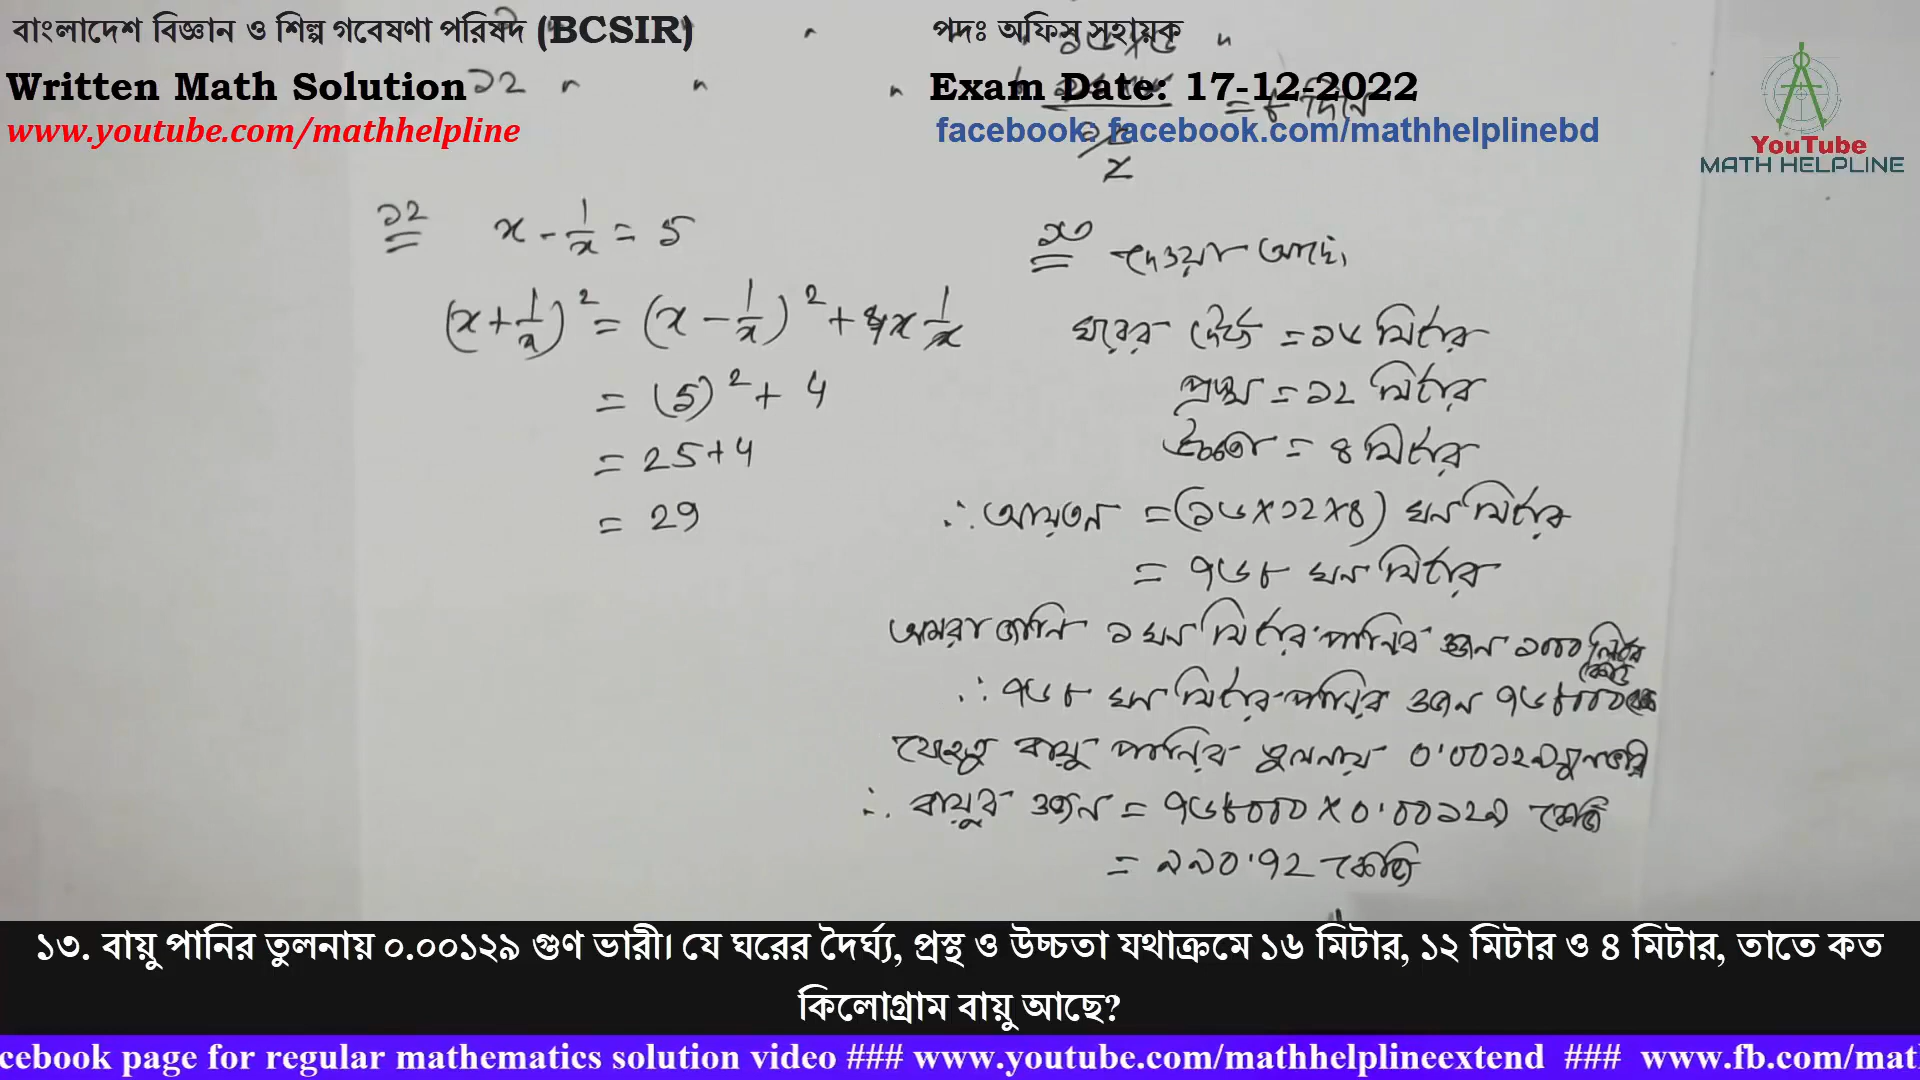 বাংলাদেশ বিজ্ঞান ও শিল্প গবেষণা পরিষদ (BCSIR)
পদঃ অফিস সহায়ক
Written Math Solution
Exam Date: 17-12-2022
www.youtube.com/mathhelpline
facebook: facebook.com/mathhelplinebd
YouTube
MATH HELPLINE
১২
x - 1/x = 5
(x + 1/x)² = (x - 1/x)² + 4x 1/x
= (5)² + 4
= 25+4
= 29
১৩ দেওয়া আছে,
ঘরের দৈর্ঘ্য = ১৬ মিটার
প্রস্থ = ১২ মিটার
উচ্চতা = ৪ মিটার
∴ আয়তন = (১৬×১২×৪) ঘন মিটার
= ৭৬৮ ঘন মিটার
আমরা জানি ১ ঘন মিটার পানির ওজন ১০০০
∴ ৭৬৮ ঘন মিটার পানির ওজন ৭৬৮০০০ কেজি
যেহেতু বায়ু পানির তুলনায় ০.০০১২৯ গুন ভারি
∴ বায়ুর ওজন = ৭৬৮০০০ × ০.০০১২৯ কেজি
= ৯৯০.৭২ কেজি
১৩. বায়ু পানির তুলনায় ০.০০১২৯ গুণ ভারী। যে ঘরের দৈর্ঘ্য, প্রস্থ ও উচ্চতা যথাক্রমে ১৬ মিটার, ১২ মিটার ও ৪ মিটার, তাতে কত
কিলোগ্রাম বায়ু আছে?
cebook page for regular mathematics solution video ### www.youtube.com/mathhelplineextend ### www.fb.com/mat